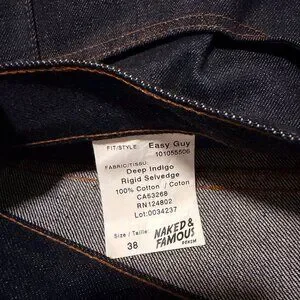 FIT/STYLE: Easy Guy
101055506
FABRIC/TISSU:
Deep Indigo
Rigid Selvedge
100% Cotton / Coton
CA53268
RN124802
Lot:0034237
Size / Taille: 38
NAKED &
FAMOUS
DENIM